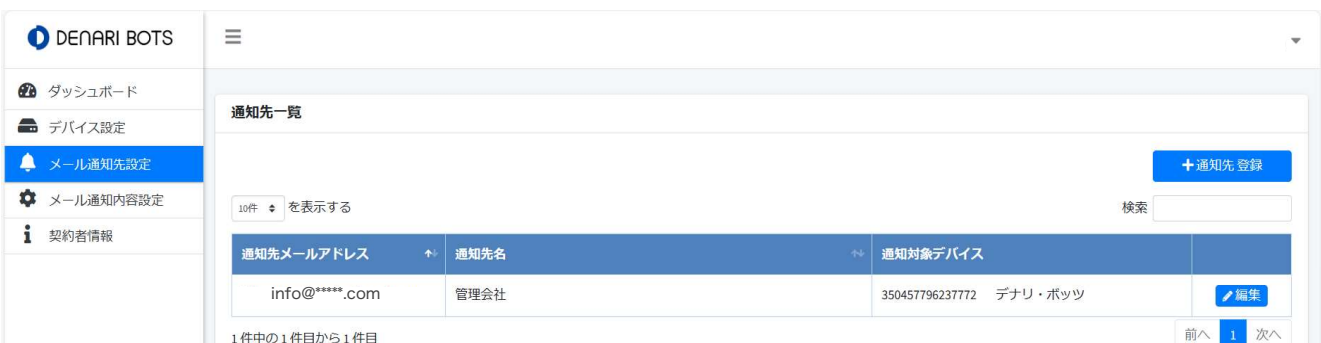 DENARI BOTS
ダッシュボード
デバイス設定
メール通知先設定
メール通知内容設定
契約者情報
通知先一覧
+通知先 登録
10件 を表示する
検索
通知先メールアドレス 通知先名 通知対象デバイス
info@*****.com 管理会社 350457796237772 デナリ・ボッツ 編集
1 件中の 1 件目から 1 件目
前へ 1 次へ